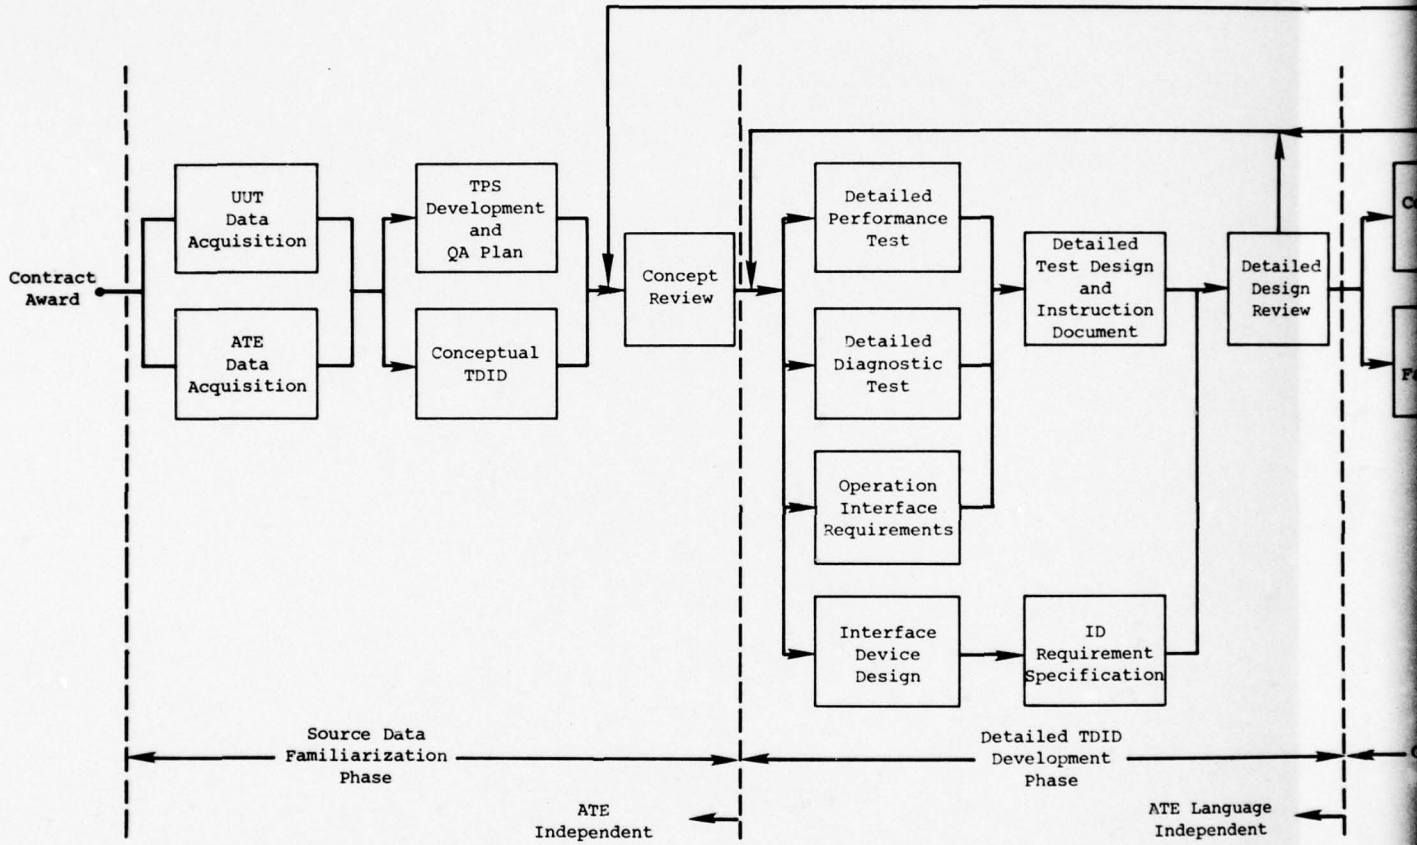 Contract
Award
UUT
Data
Acquisition
ATE
Data
Acquisition
TPS
Development
and
QA Plan
Conceptual
TDID
Concept
Review
Detailed
Performance
Test
Detailed
Diagnostic
Test
Operation
Interface
Requirements
Interface
Device
Design
Detailed
Test Design
and
Instruction
Document
ID
Requirement
Specification
Detailed
Design
Review
Source Data
Familiarization
Phase
Detailed TDID
Development
Phase
ATE
Independent
ATE Language
Independent